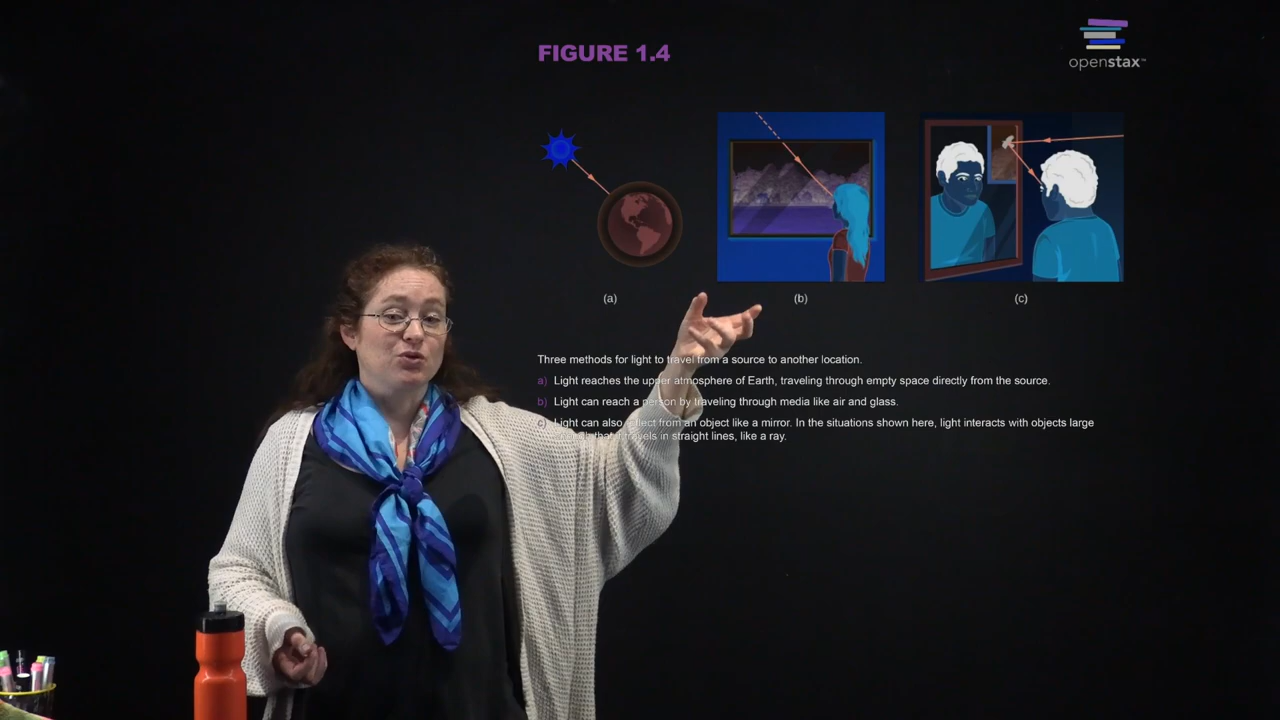 FIGURE 1.4
openstax™
(a)
(b)
(c)
Three methods for light to travel from a source to another location.
a) Light reaches the upper atmosphere of Earth, traveling through empty space directly from the source.
b) Light can reach a person by traveling through media like air and glass.
c) Light can also reflect from an object like a mirror. In the situations shown here, light interacts with objects large
that it travels in straight lines, like a ray.